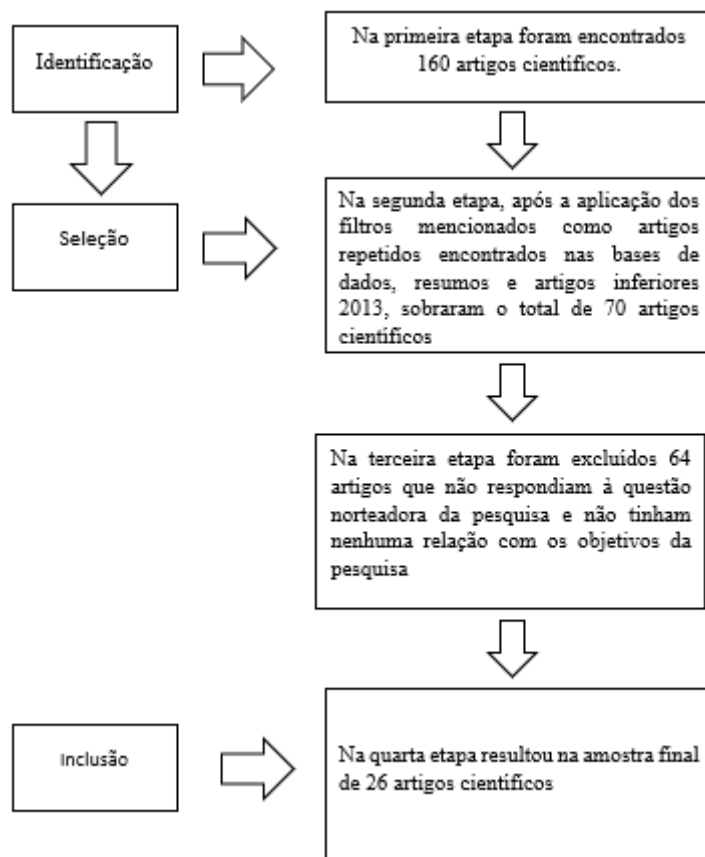 Identificação
Na primeira etapa foram encontrados
160 artigos científicos.
Seleção
Na segunda etapa, após a aplicação dos
filtros mencionados como artigos
repetidos encontrados nas bases de
dados, resumos e artigos inferiores
2013, sobraram o total de 70 artigos
científicos
Na terceira etapa foram excluídos 64
artigos que não respondiam à questão
norteadora da pesquisa e não tinham
nenhuma relação com os objetivos da
pesquisa
Inclusão
Na quarta etapa resultou na amostra final
de 26 artigos científicos